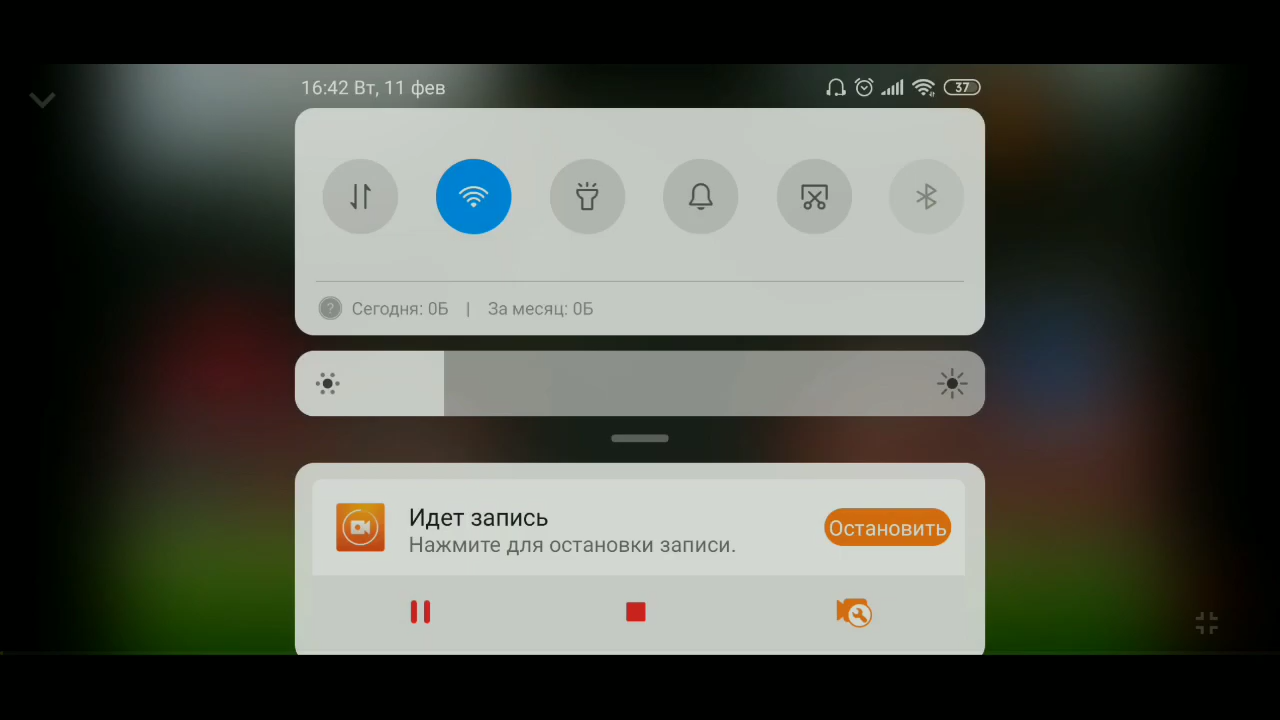 16:42 Вт, 11 фев
37
Сегодня: 0Б | За месяц: 0Б
Идет запись
Остановить
Нажмите для остановки записи.